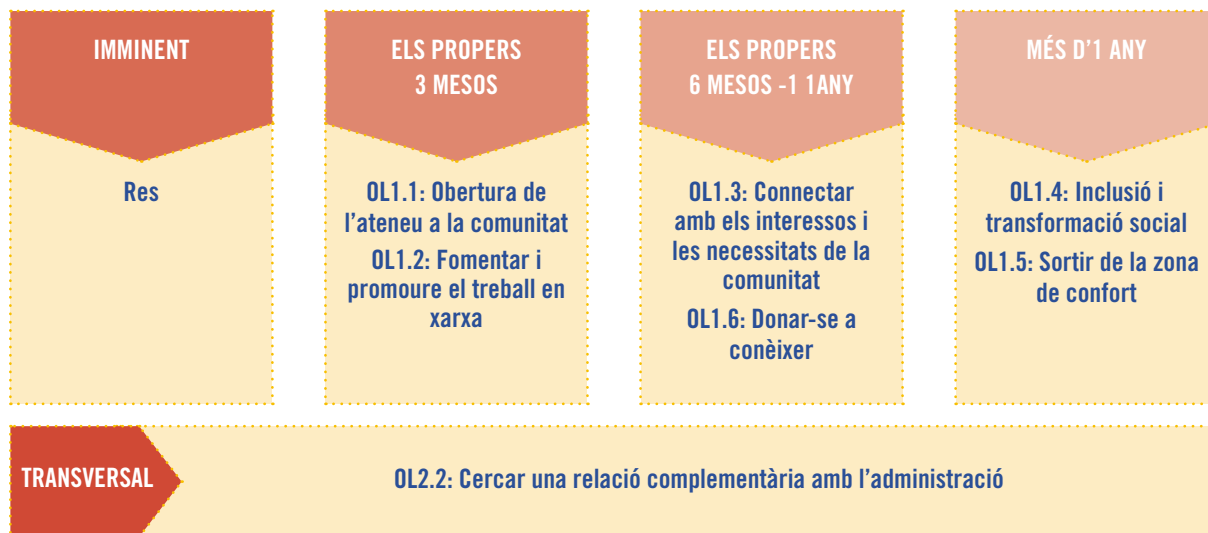 IMMINENT
Res
ELS PROPERS
3 MESOS
OL1.1: Obertura de
l'ateneu a la comunitat
OL1.2: Fomentar i
promoure el treball en
xarxa
ELS PROPERS
6 MESOS -1 1ANY
OL1.3: Connectar
amb els interessos i
les necessitats de la
comunitat
OL1.6: Donar-se a
conèixer
MÉS D'1 ANY
OL1.4: Inclusió i
transformació social
OL1.5: Sortir de la zona
de confort
TRANSVERSAL
OL2.2: Cercar una relació complementària amb l'administració